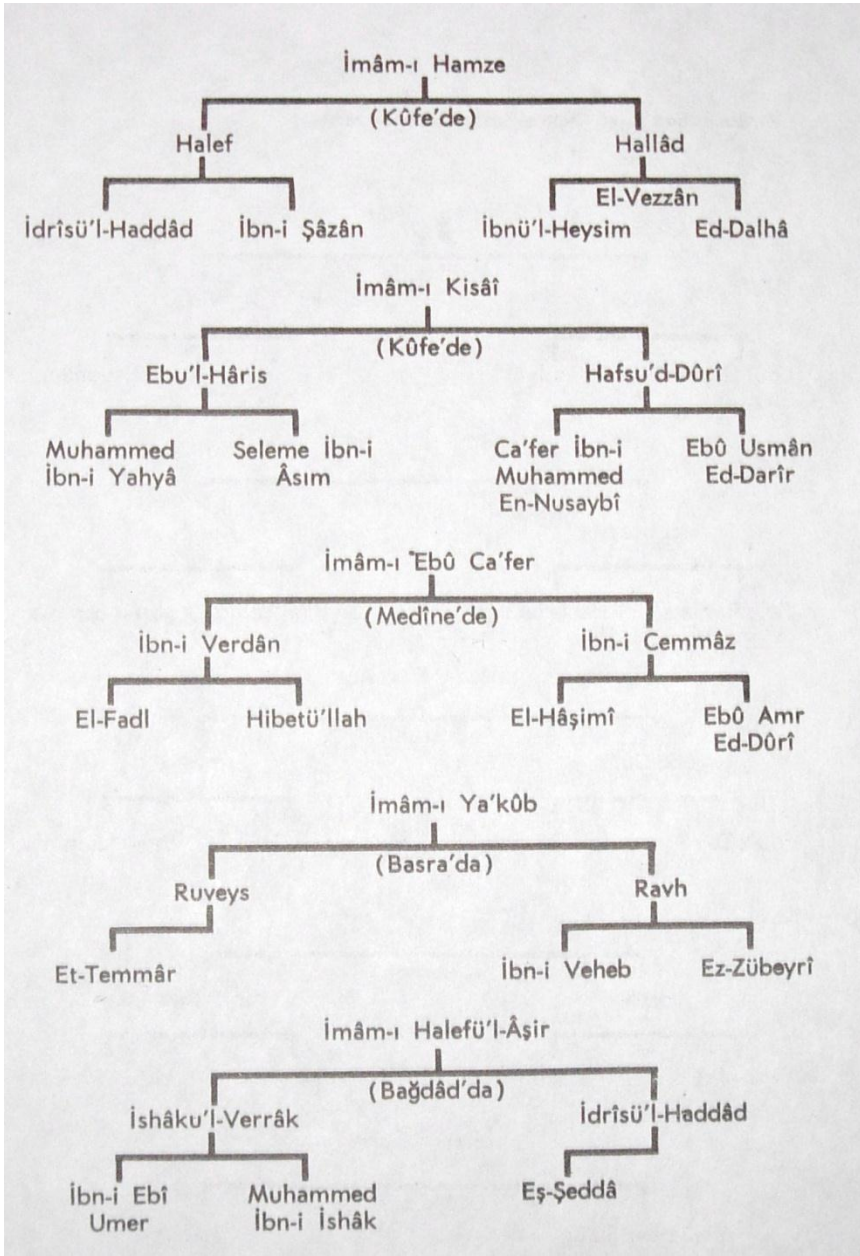 İmâm-ı Hamze
(Kûfe'de)
Halef Hallâd
El-Vezzân
İdrîsü'l-Haddâd İbn-i Şâzân İbnü'l-Heysim Ed-Dalhâ
İmâm-ı Kisâî
(Kûfe'de)
Ebu'l-Hâris Hafsu'd-Dûrî
Muhammed Seleme İbn-i Ca'fer İbn-i Ebû Usmân
İbn-i Yahyâ Âsım Muhammed Ed-Darîr
En-Nusaybî
İmâm-ı Ebû Ca'fer
(Medîne'de)
İbn-i Verdân İbn-i Cemmâz
El-Fadl Hibetü'llah El-Hâşimî Ebû Amr
Ed-Dûrî
İmâm-ı Ya'kûb
(Basra'da)
Ruveys Ravh
Et-Temmâr İbn-i Veheb Ez-Zübeyrî
İmâm-ı Halefü'l-Âşir
(Bağdâd'da)
İshâku'l-Verrâk İdrîsü'l-Haddâd
İbn-i Ebî Muhammed Eş-Şeddâ
Umer İbn-i İshâk